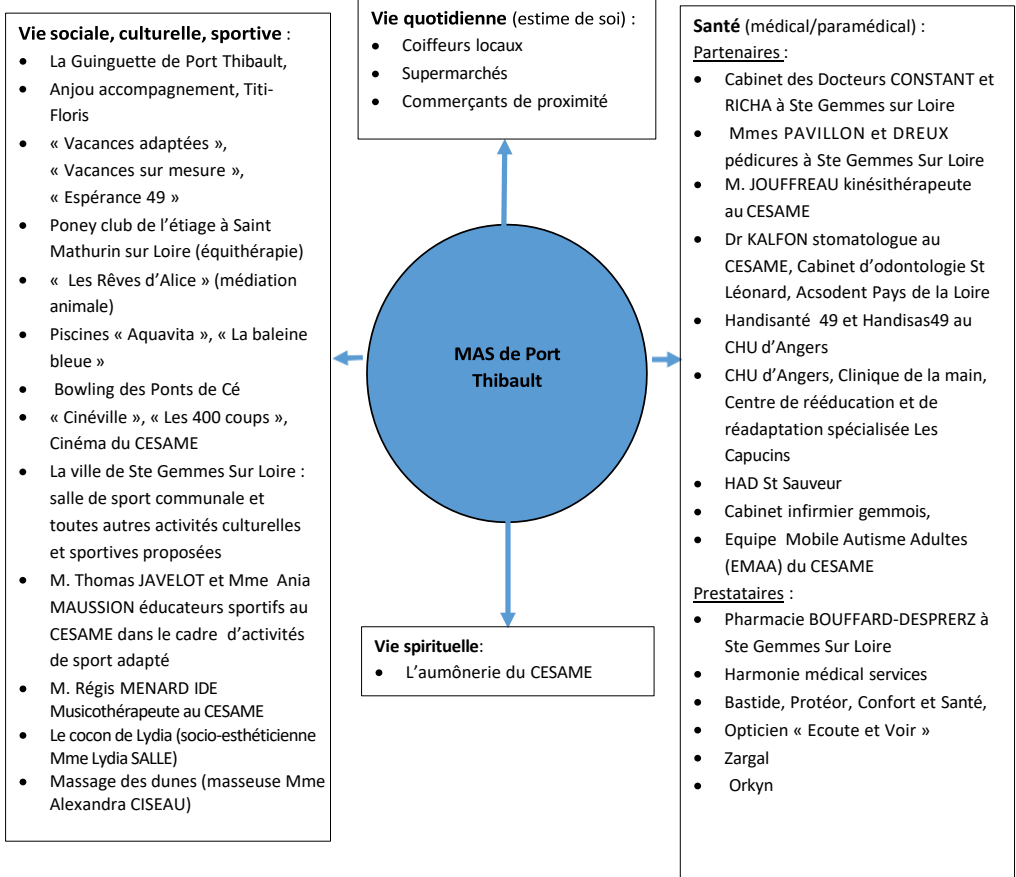 Vie sociale, culturelle, sportive :
• La Guinguette de Port Thibault,
• Anjou accompagnement, Titi-
Floris
• « Vacances adaptées »,
« Vacances sur mesure »,
« Espérance 49 »
• Poney club de l’étiage à Saint
Mathurin sur Loire (équithérapie)
• « Les Rêves d’Alice » (médiation
animale)
• Piscines « Aquavita », « La baleine
bleue »
• Bowling des Ponts de Cé
• « Cinéville », « Les 400 coups »,
Cinéma du CESAME
• La ville de Ste Gemmes Sur Loire :
salle de sport communale et
toutes autres activités culturelles
et sportives proposées
• M. Thomas JAVELOT et Mme Ania
MAUSSION éducateurs sportifs au
CESAME dans le cadre d’activités
de sport adapté
• M. Régis MENARD IDE
Musicothérapeute au CESAME
• Le cocon de Lydia (socio-esthéticienne
Mme Lydia SALLE)
• Massage des dunes (masseuse Mme
Alexandra CISEAU)
Vie quotidienne (estime de soi) :
• Coiffeurs locaux
• Supermarchés
• Commerçants de proximité
MAS de Port
Thibault
Vie spirituelle:
• L’aumônerie du CESAME
Santé (médical/paramédical) :
Partenaires :
• Cabinet des Docteurs CONSTANT et
RICHA à Ste Gemmes sur Loire
• Mmes PAVILLON et DREUX
pédicures à Ste Gemmes Sur Loire
• M. JOUFFREAU kinésithérapeute
au CESAME
• Dr KALFON stomatologue au
CESAME, Cabinet d’odontologie St
Léonard, Acsodent Pays de la Loire
• Handisanté 49 et Handisas49 au
CHU d’Angers
• CHU d’Angers, Clinique de la main,
Centre de rééducation et de
réadaptation spécialisée Les
Capucins
• HAD St Sauveur
• Cabinet infirmier gemmois,
• Equipe Mobile Autisme Adultes
(EMAA) du CESAME
Prestataires :
• Pharmacie BOUFFARD-DESPRERZ à
Ste Gemmes Sur Loire
• Harmonie médical services
• Bastide, Protéor, Confort et Santé,
• Opticien « Ecoute et Voir »
• Zargal
• Orkyn